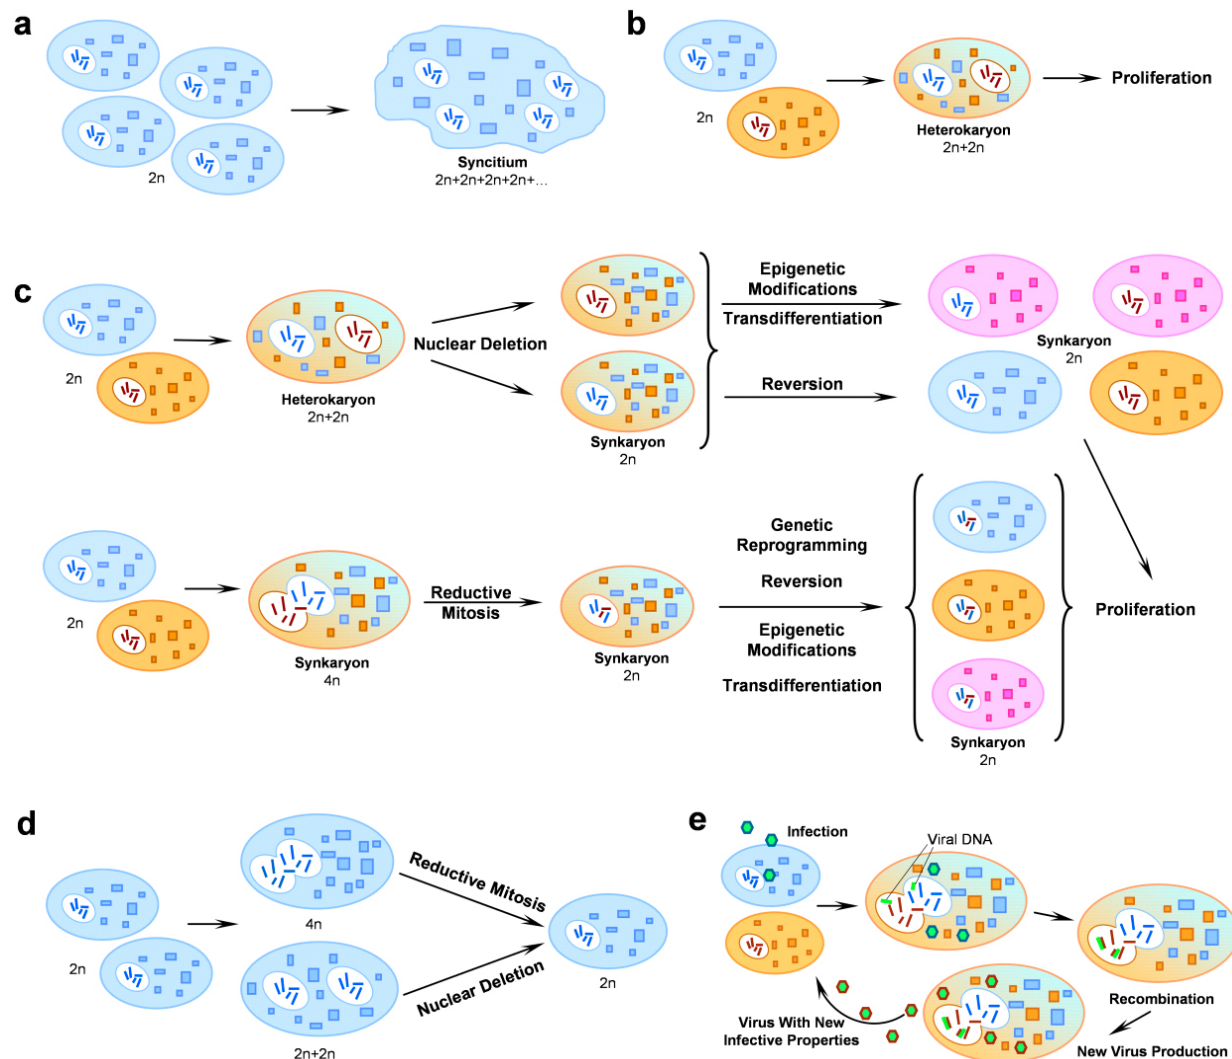 a
2n
Syncitium
2n+2n+2n+2n+...
b
2n
Heterokaryon
2n+2n
Proliferation
c
2n
Heterokaryon
2n+2n
Nuclear Deletion
Synkaryon
2n
Epigenetic
Modifications
Transdifferentiation
Reversion
Synkaryon
2n
2n
Synkaryon
4n
Reductive
Mitosis
Synkaryon
2n
Genetic
Reprogramming
Reversion
Epigenetic
Modifications
Transdifferentiation
Synkaryon
2n
Proliferation
d
2n
4n
2n+2n
Reductive Mitosis
Nuclear Deletion
2n
e
Infection
Viral DNA
Recombination
New Virus Production
Virus With New
Infective Properties